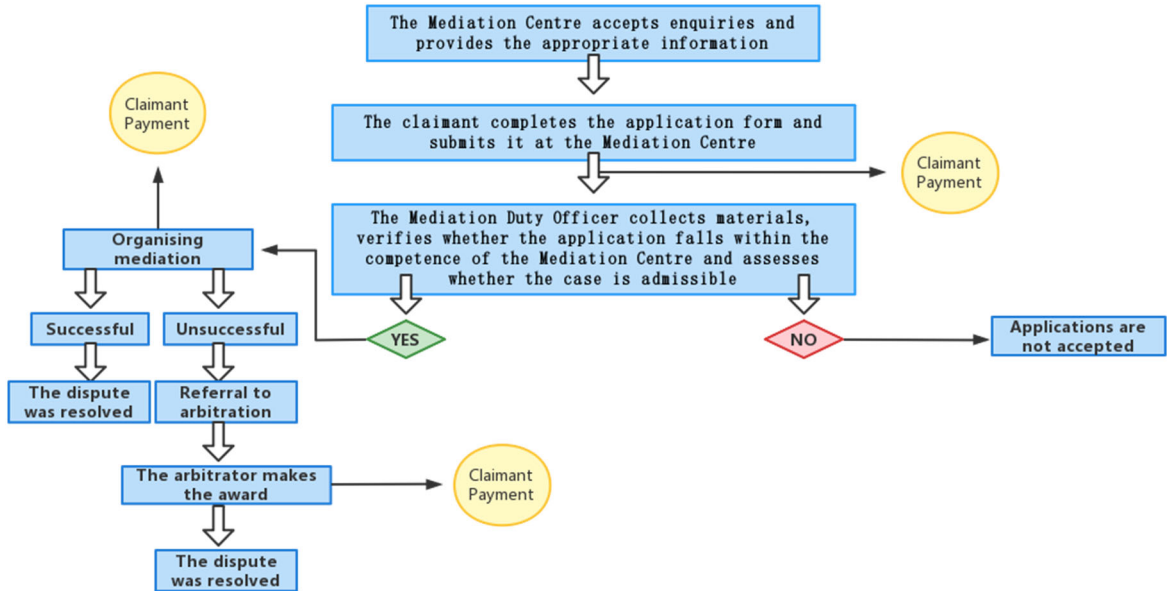 The Mediation Centre accepts enquiries and
provides the appropriate information
Claimant
Payment
The claimant completes the application form and
submits it at the Mediation Centre
Claimant
Payment
The Mediation Duty Officer collects materials,
verifies whether the application falls within the
competence of the Mediation Centre and assesses
whether the case is admissible
Organising
mediation
Successful
Unsuccessful
YES
NO
Applications are
not accepted
The dispute
was resolved
Referral to
arbitration
The arbitrator makes
the award
Claimant
Payment
The dispute
was resolved